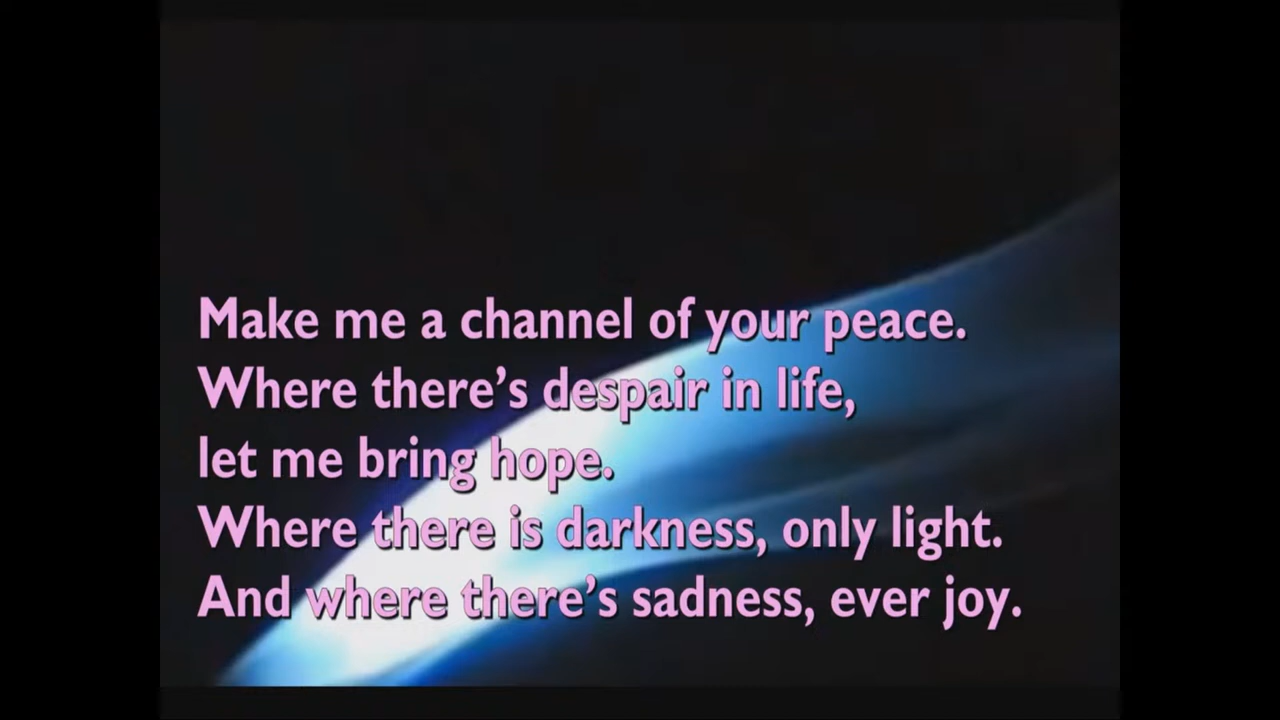 Make me a channel of your peace.
Where there’s despair in life,
let me bring hope.
Where there is darkness, only light.
And where there’s sadness, ever joy.